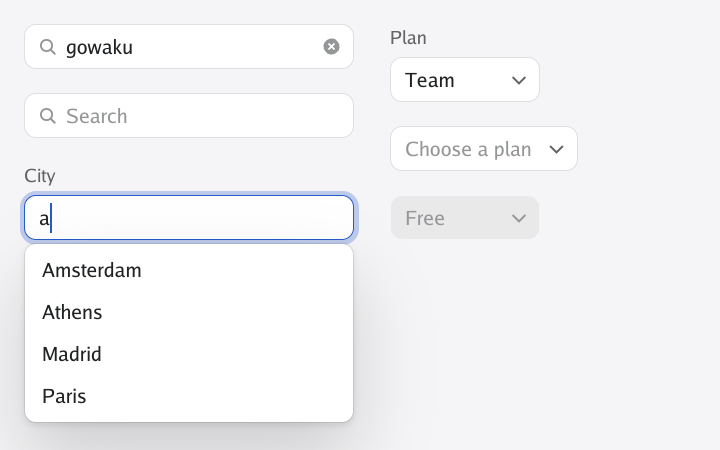 gowaku
Search
City
a
Amsterdam
Athens
Madrid
Paris
Plan
Team
Choose a plan
Free